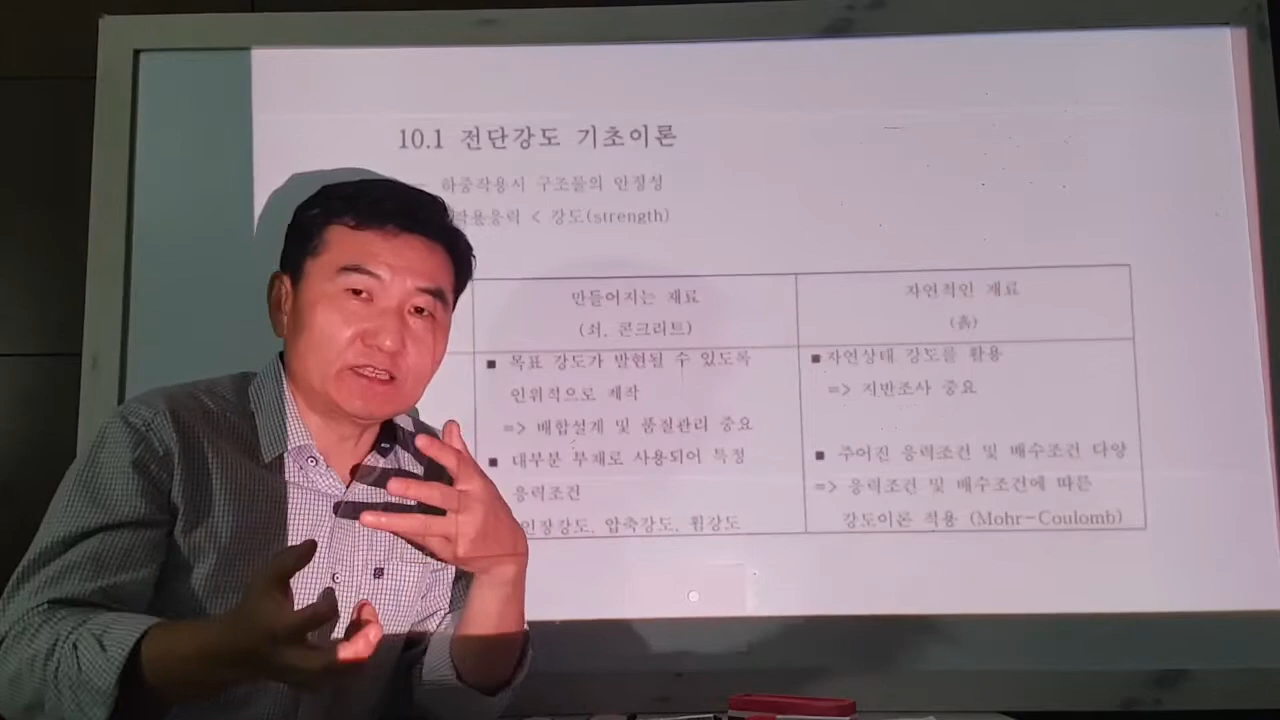 10.1 전단강도 기초이론
- 하중작용시 구조물의 안정성
작용응력 < 강도(strength)
만들어지는 재료
(쇠, 콘크리트)
자연적인 재료
(흙)
■ 목표 강도가 발현될 수 있도록
인위적으로 제작
=> 배합설계 및 품질관리 중요
■ 대부분 부재로 사용되어 특정
응력조건
인장강도, 압축강도, 휨강도
■ 자연상태 강도를 활용
=> 지반조사 중요
■ 주어진 응력조건 및 배수조건 다양
=> 응력조건 및 배수조건에 따른
강도이론 적용 (Mohr-Coulomb)